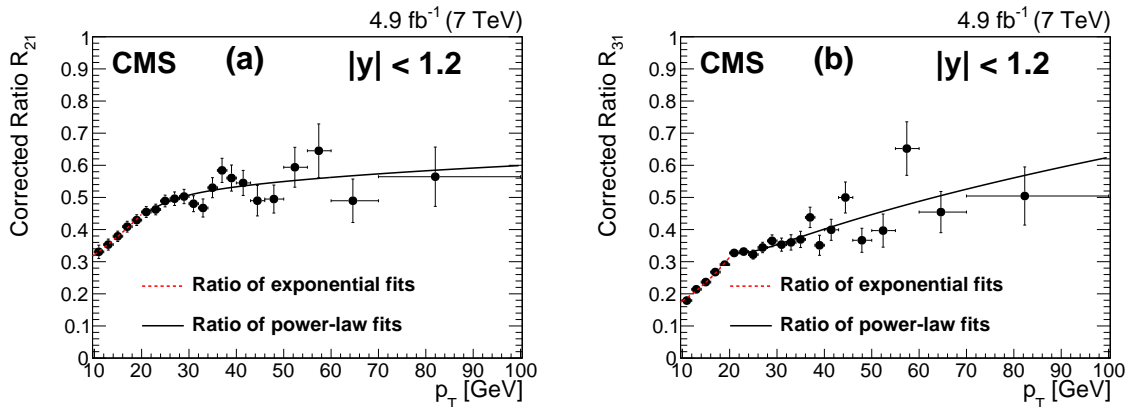 4.9 fb⁻¹ (7 TeV)
Corrected Ratio R₂₁
1
0.9
0.8
0.7
0.6
0.5
0.4
0.3
0.2
0.1
0
CMS (a) |y| < 1.2
Ratio of exponential fits
Ratio of power-law fits
10 20 30 40 50 60 70 80 90 100
p_T [GeV]
4.9 fb⁻¹ (7 TeV)
Corrected Ratio R₃₁
1
0.9
0.8
0.7
0.6
0.5
0.4
0.3
0.2
0.1
0
CMS (b) |y| < 1.2
Ratio of exponential fits
Ratio of power-law fits
10 20 30 40 50 60 70 80 90 100
p_T [GeV]